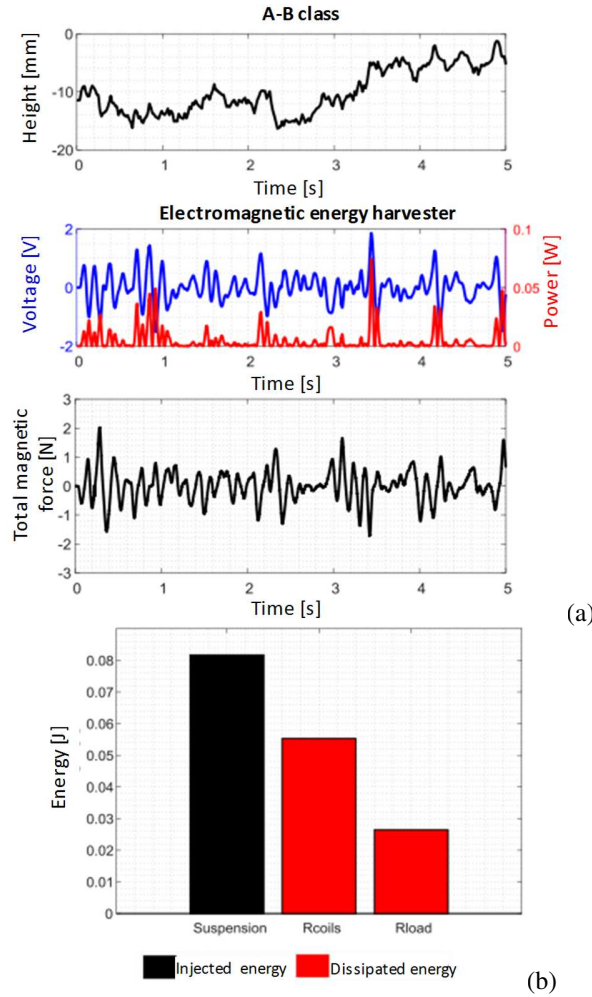 A-B class
Height [mm]
0
-10
-20
0 1 2 3 4 5
Time [s]
Electromagnetic energy harvester
Voltage [V]
2
0
-2
Power [W]
0.1
0.05
0
0 1 2 3 4 5
Time [s]
Total magnetic
force [N]
3
2
1
0
-1
-2
-3
0 1 2 3 4 5
Time [s]
(a)
Energy [J]
0.08
0.07
0.06
0.05
0.04
0.03
0.02
0.01
0
Suspension Rcoils Rload
Injected energy Dissipated energy
(b)